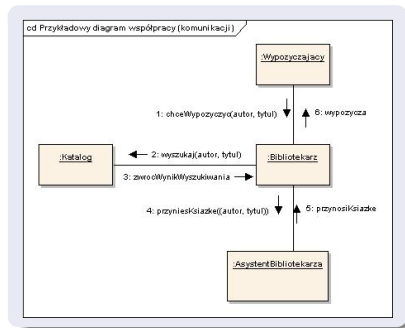 cd Przykładowy diagram współpracy (komunikacji)
:Wypozyczajacy
1: chceWypozyczyc(autor, tytul)
6: wypozycza
:Katalog
2: wyszukaj(autor, tytul)
:Bibliotekarz
3: zwrocWynikWyszukiwania
4: przyniesKsiazke((autor, tytul))
5: przynosiKsiazke
:AsystentBibliotekarza